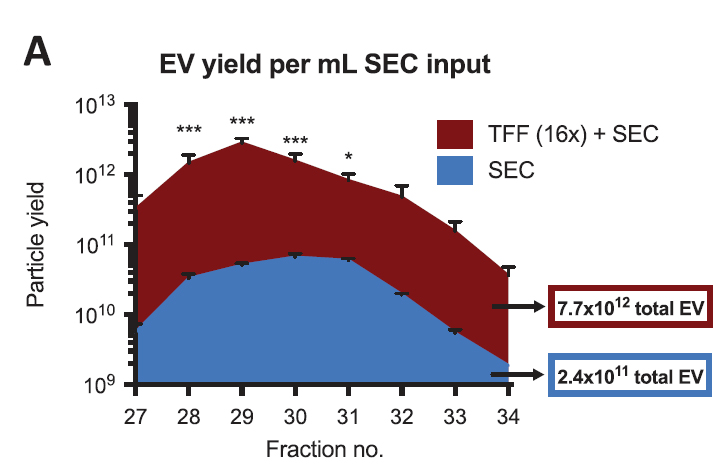 A
EV yield per mL SEC input
10¹³
10¹²
10¹¹
10¹⁰
10⁹
Particle yield
***
***
***
*
TFF (16x) + SEC
SEC
7.7x10¹² total EV
2.4x10¹¹ total EV
27 28 29 30 31 32 33 34
Fraction no.